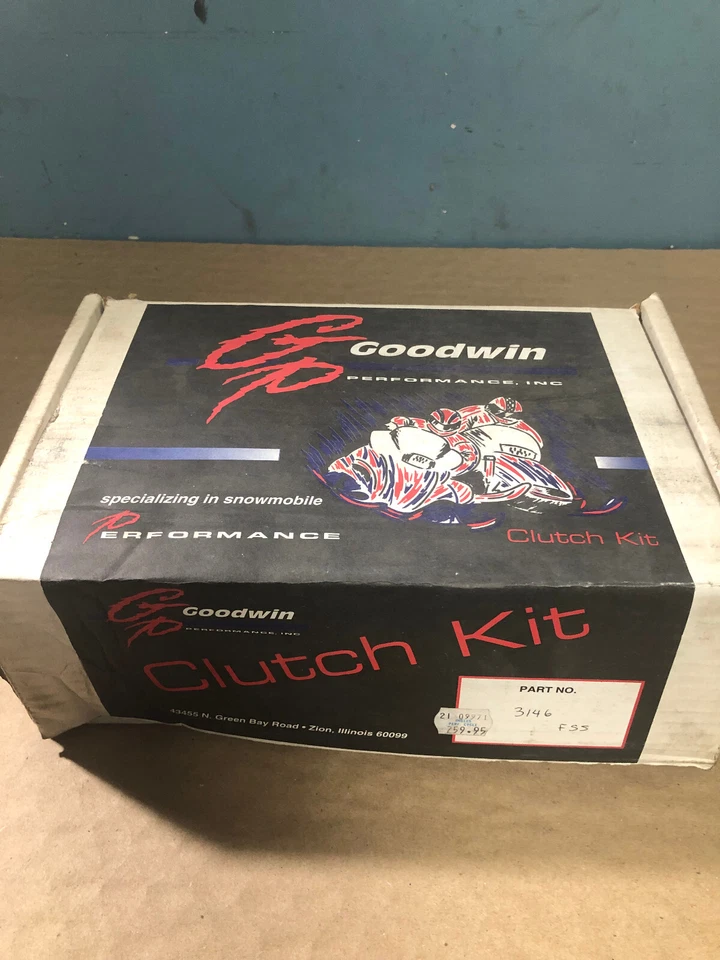 GP Goodwin
PERFORMANCE, INC
specializing in snowmobile
PERFORMANCE
Clutch Kit
GP Goodwin
PERFORMANCE, INC
Clutch Kit
43455 N. Green Bay Road • Zion, Illinois 60099
PART NO.
3146
FSS
259.95